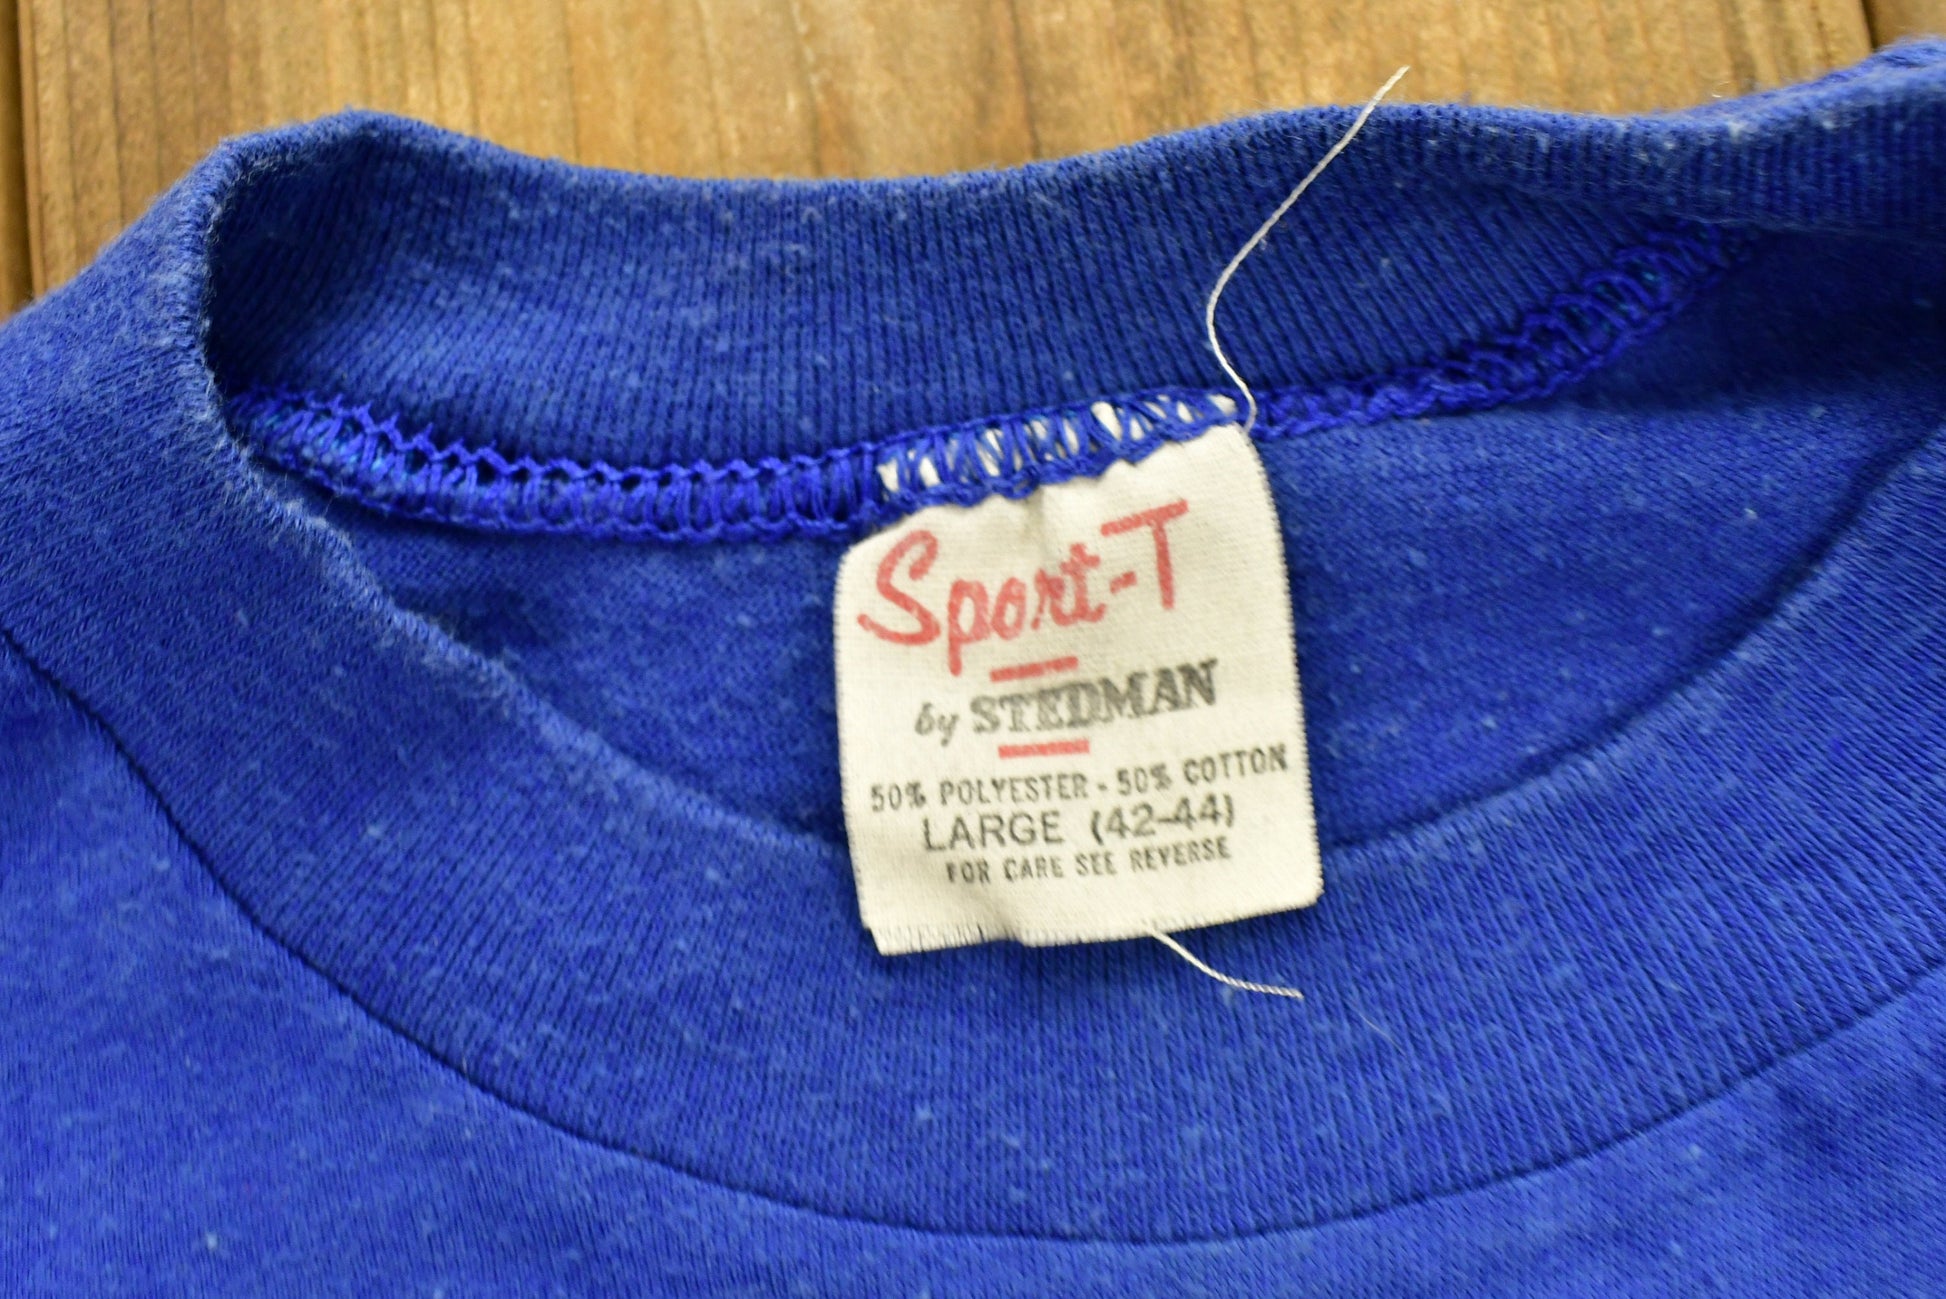 Sport-T
by STEDMAN
50% POLYESTER - 50% COTTON
LARGE (42-44)
FOR CARE SEE REVERSE